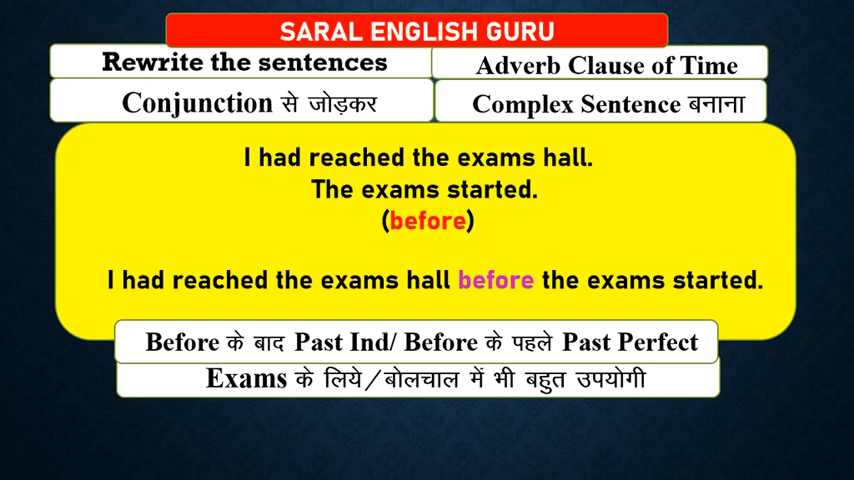 SARAL ENGLISH GURU
Rewrite the sentences
Adverb Clause of Time
Conjunction से जोड़कर
Complex Sentence बनाना
I had reached the exams hall.
The exams started.
(before)
I had reached the exams hall before the exams started.
Before के बाद Past Ind/ Before के पहले Past Perfect
Exams के लिये/बोलचाल में भी बहुत उपयोगी